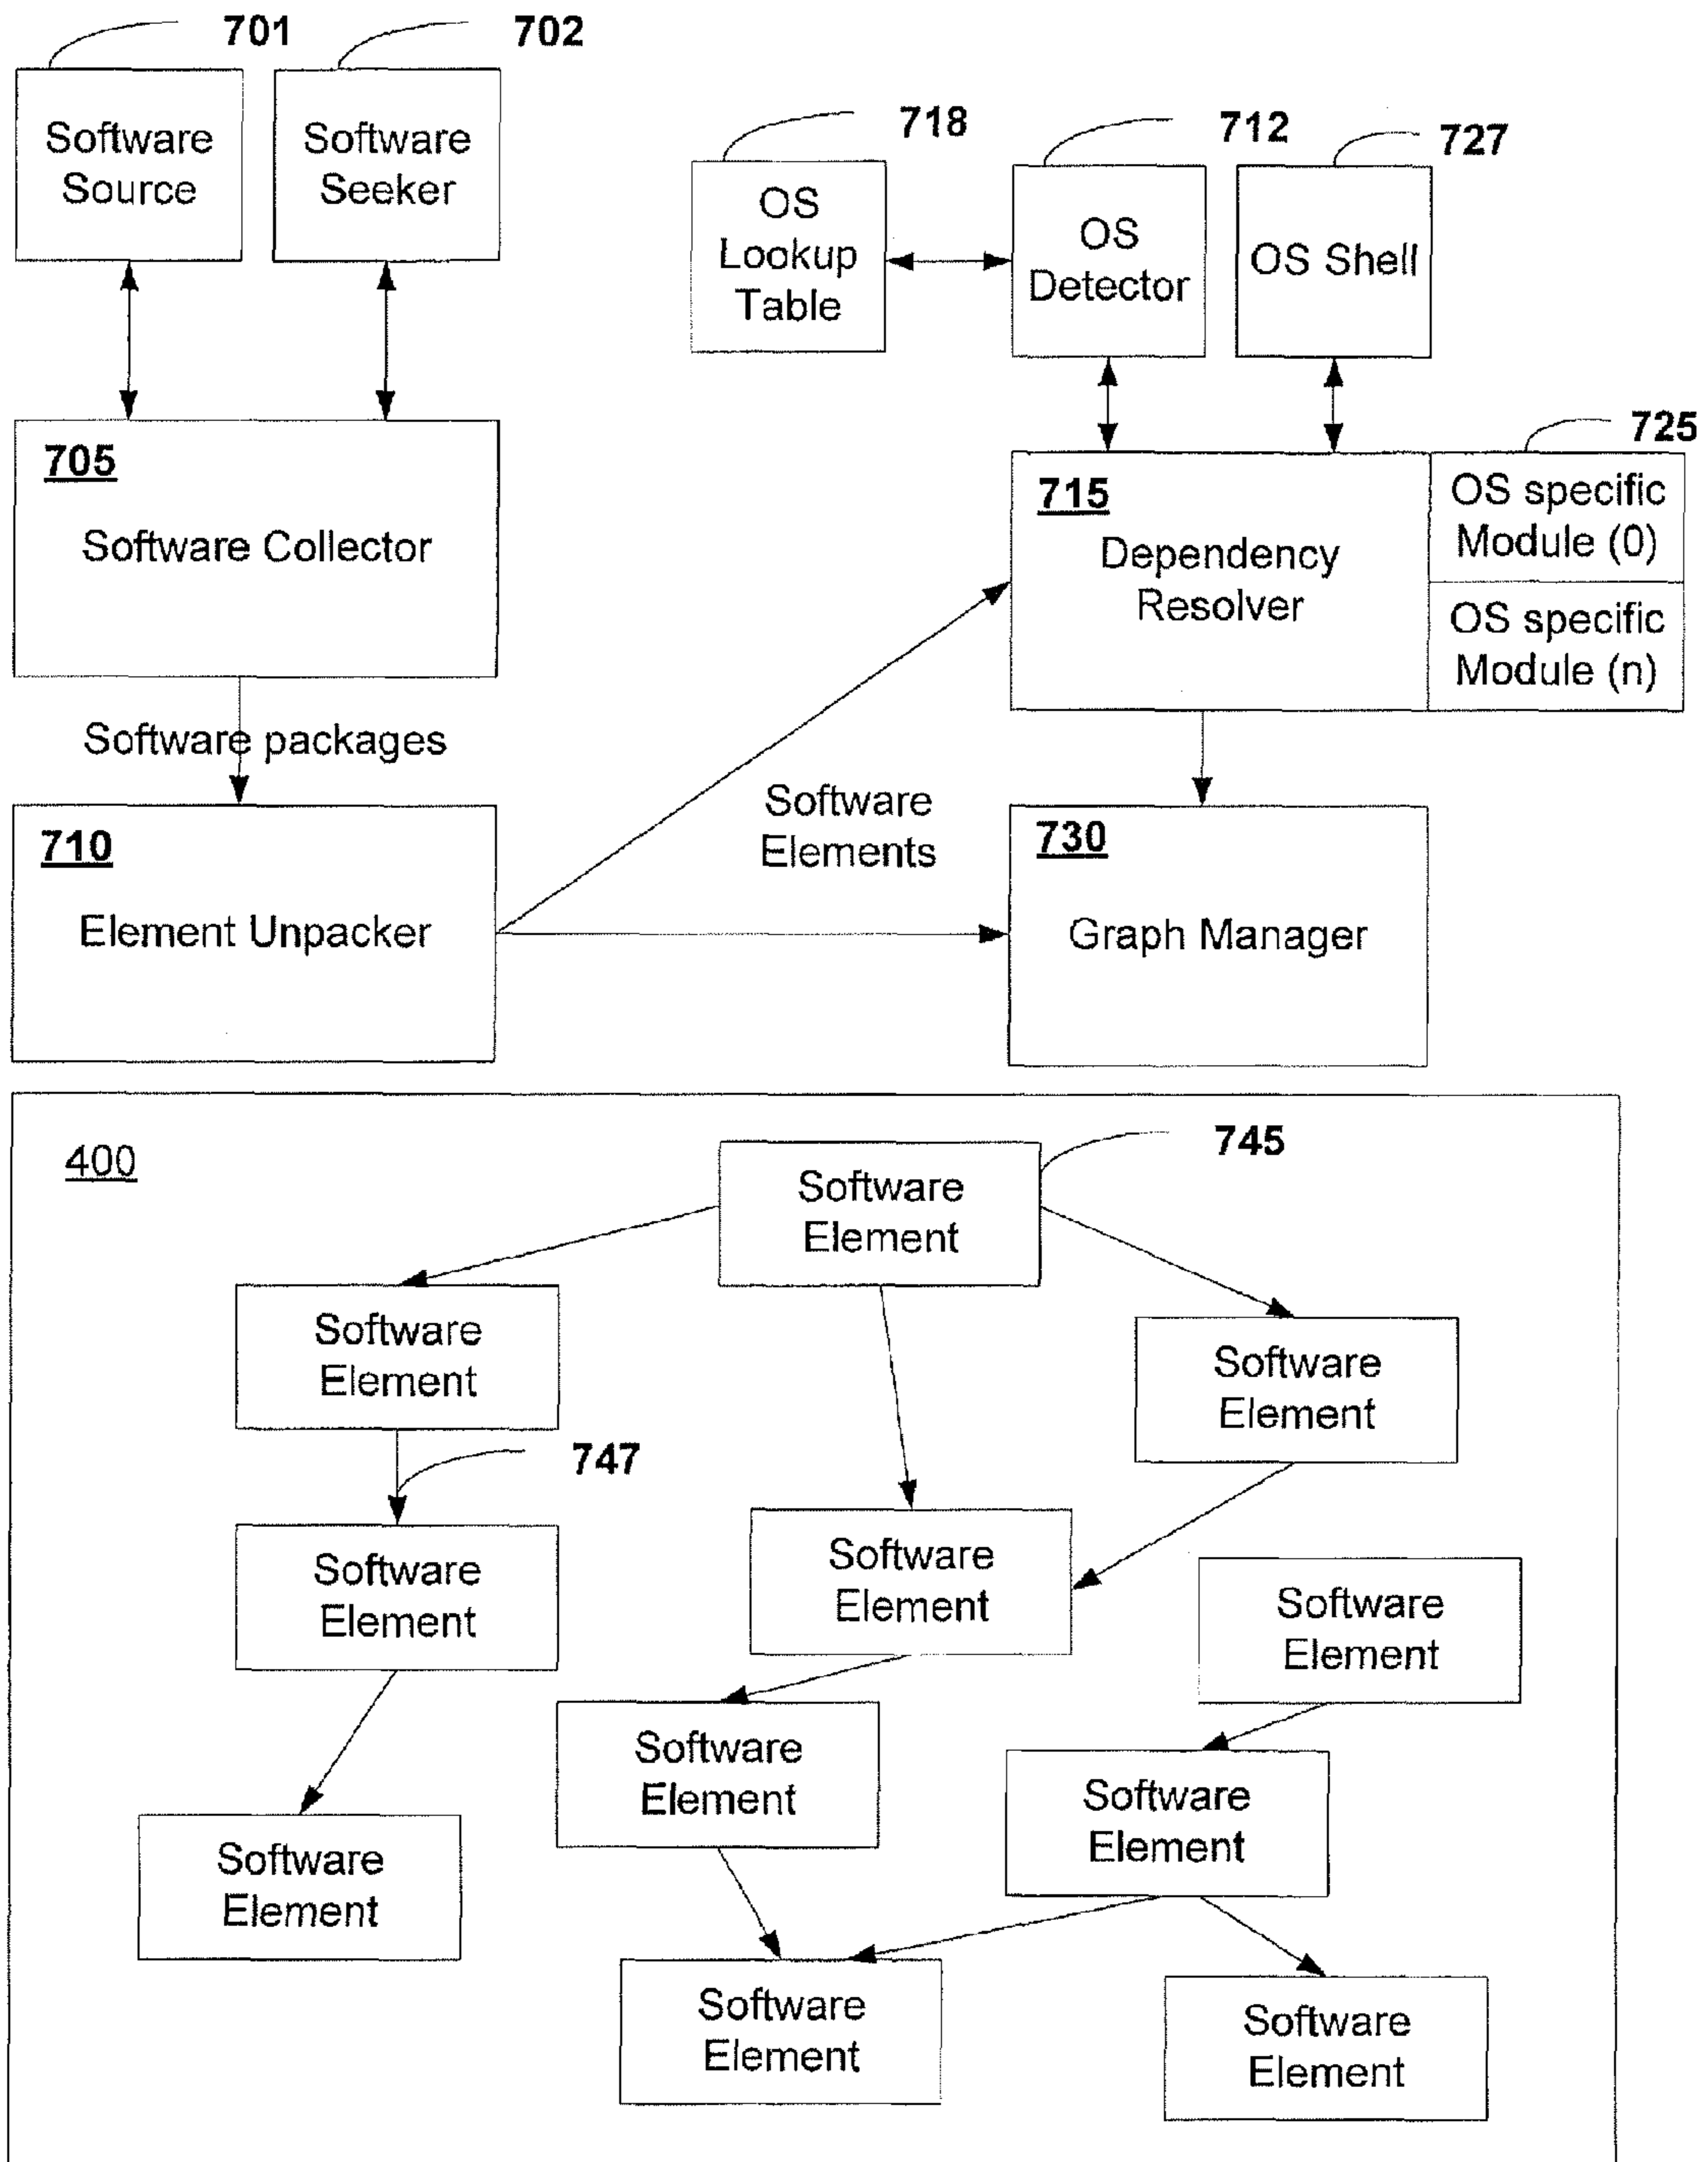 701
702
Software
Source
Software
Seeker
718
712
727
OS
Lookup
Table
OS
Detector
OS Shell
705
Software Collector
725
715
Dependency
Resolver
OS specific
Module (0)
OS specific
Module (n)
Software packages
Software
Elements
710
Element Unpacker
730
Graph Manager
400
745
Software
Element
Software
Element
Software
Element
747
Software
Element
Software
Element
Software
Element
Software
Element
Software
Element
Software
Element
Software
Element
Software
Element